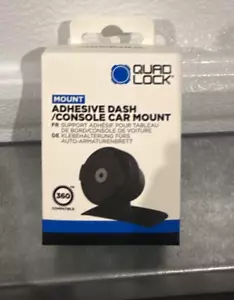 QUAD
LOCK®
MOUNT
ADHESIVE DASH
/CONSOLE CAR MOUNT
FR SUPPORT ADHÉSIF POUR TABLEAU
DE BORD/CONSOLE DE VOITURE
DE KLEBEHALTERUNG FÜRS
AUTO-ARMATURENBRETT
360
COMPATIBLE